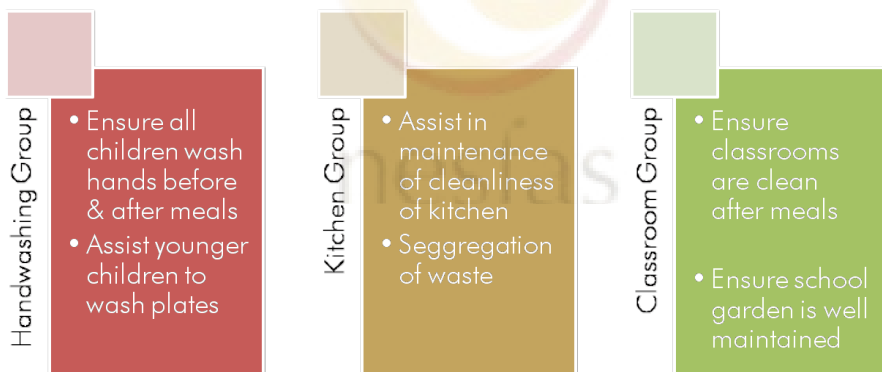 Handwashing Group
• Ensure all
children wash
hands before
& after meals
• Assist younger
children to
wash plates
Kitchen Group
• Assist in
maintenance
of cleanliness
of kitchen
• Seggregation
of waste
Classroom Group
• Ensure
classrooms
are clean
after meals
• Ensure school
garden is well
maintained
nesfas